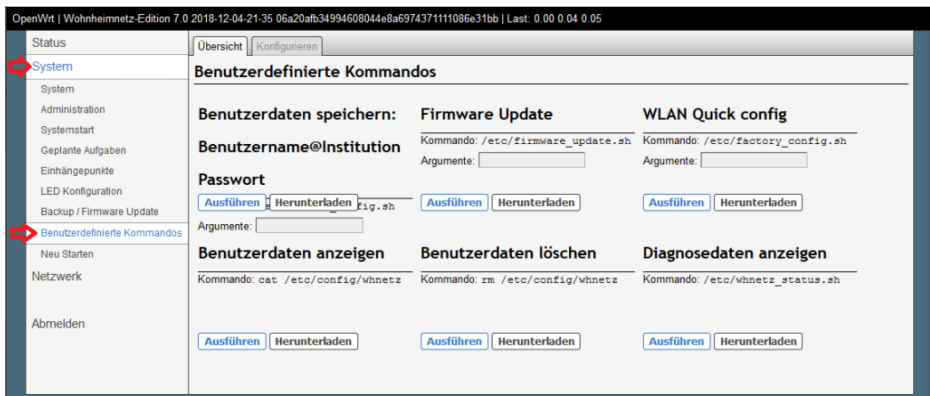 OpenWrt | Wohnheimnetz-Edition 7.0 2018-12-04-21-35 06a20afb34994608044e8a6974371111086e31bb | Last: 0.00 0.04 0.05
Status
System
System
Administration
Systemstart
Geplante Aufgaben
Einhängepunkte
LED Konfiguration
Backup / Firmware Update
Benutzerdefinierte Kommandos
Neu Starten
Netzwerk
Abmelden
Übersicht Konfigurieren
Benutzerdefinierte Kommandos
Benutzerdaten speichern:
Benutzername@Institution
Passwort
Ausführen Herunterladen fig.sh
Argumente:
Firmware Update
Kommando: /etc/firmware_update.sh
Argumente:
Ausführen Herunterladen
WLAN Quick config
Kommando: /etc/factory_config.sh
Argumente:
Ausführen Herunterladen
Benutzerdaten anzeigen
Kommando: cat /etc/config/whnetz
Ausführen Herunterladen
Benutzerdaten löschen
Kommando: rm /etc/config/whnetz
Ausführen Herunterladen
Diagnosedaten anzeigen
Kommando: /etc/whnetz_status.sh
Ausführen Herunterladen